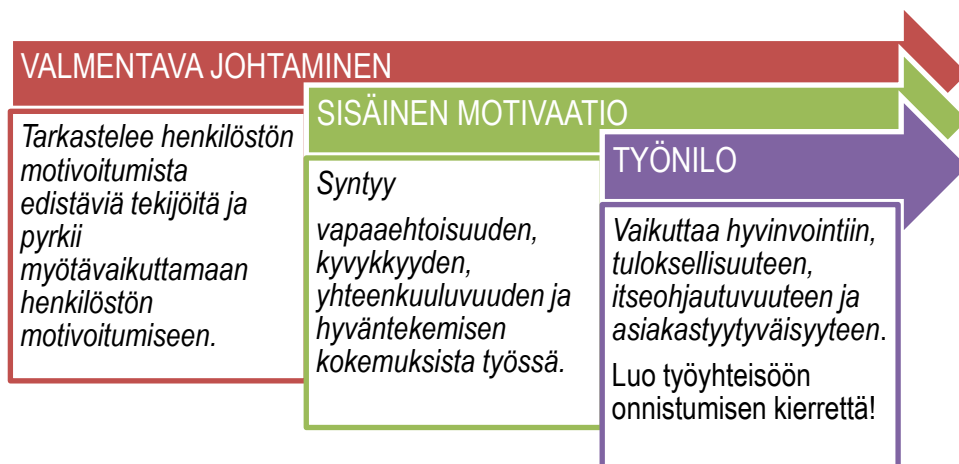 VALMENTAVA JOHTAMINEN
Tarkastelee henkilöstön
motivoitumista
edistäviä tekijöitä ja
pyrkii
myötävaikuttamaan
henkilöstön
motivoitumiseen.
SISÄINEN MOTIVAATIO
Syntyy
vapaaehtoisuuden,
kyvykkyyden,
yhteenkuuluvuuden ja
hyväntekemisen
kokemuksista työssä.
TYÖNILO
Vaikuttaa hyvinvointiin,
tuloksellisuuteen,
itseohjautuvuuteen ja
asiakastyytyväisyyteen.
Luo työyhteisöön
onnistumisen kierrettä!